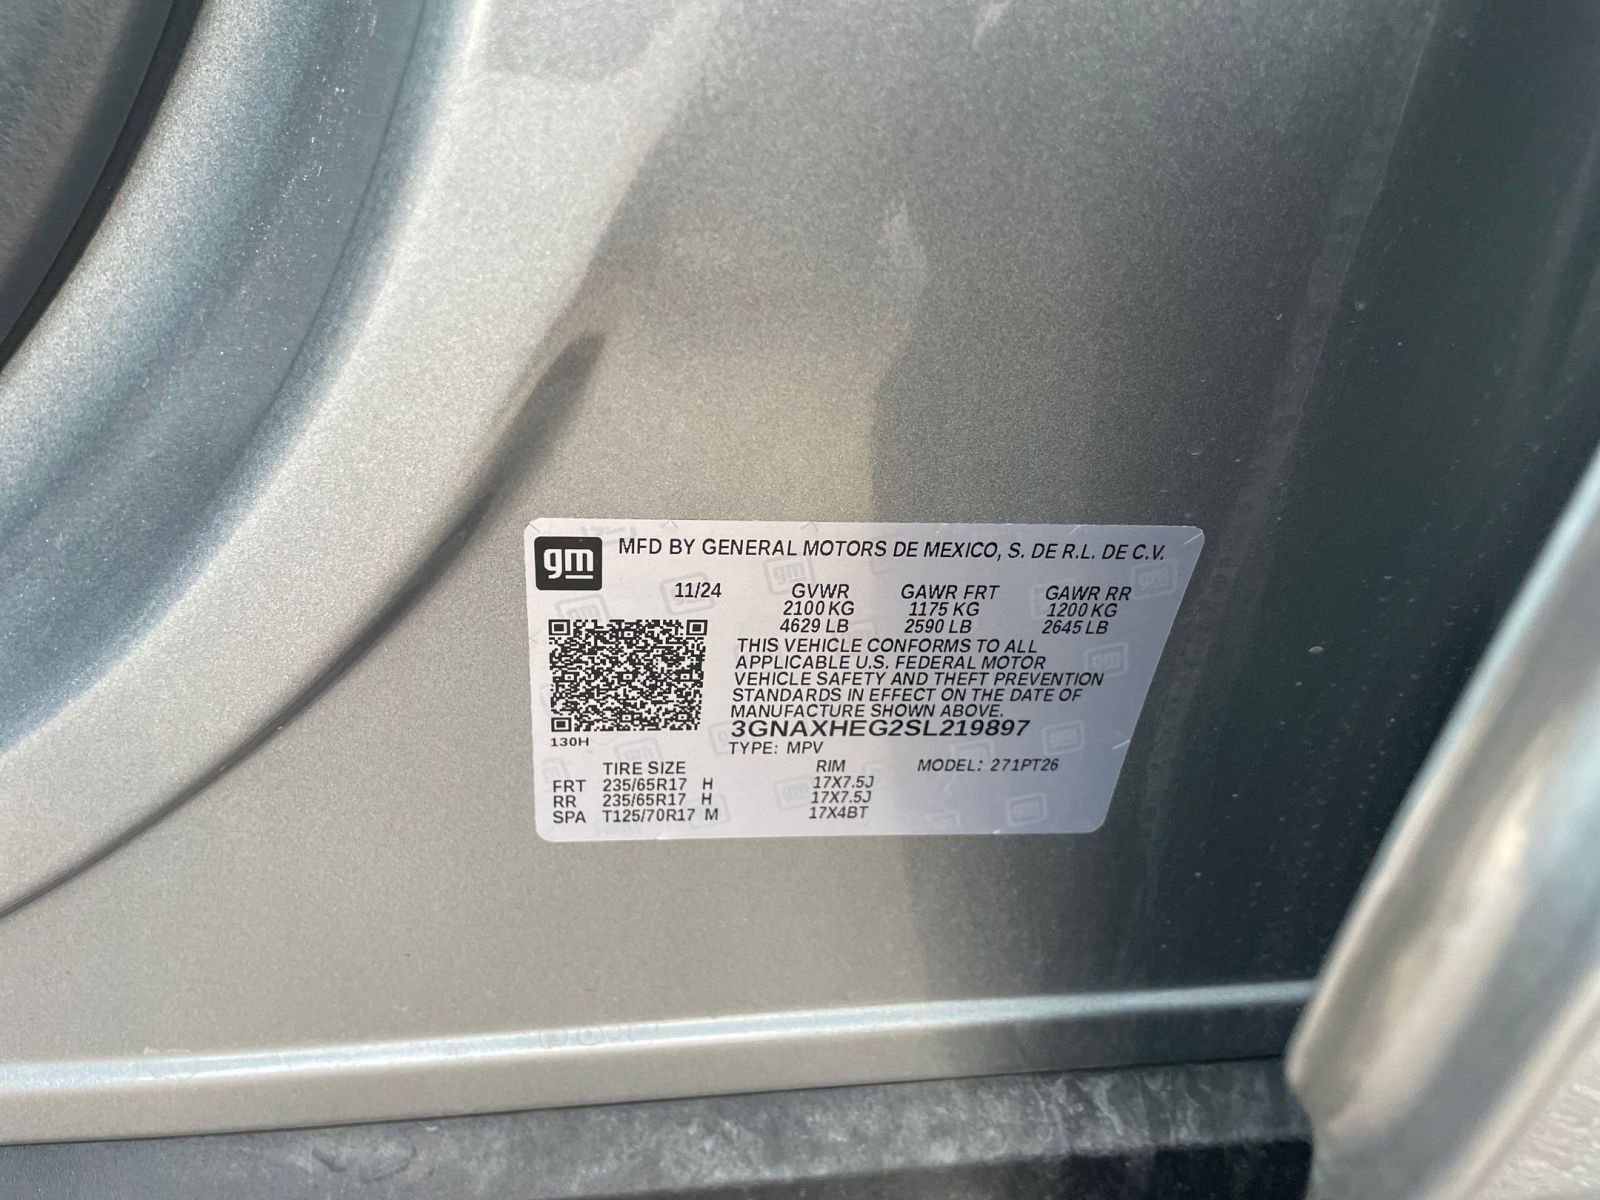 gm MFD BY GENERAL MOTORS DE MEXICO, S. DE R.L. DE C.V.
11/24 GVWR GAWR FRT GAWR RR
2100 KG 1175 KG 1200 KG
4629 LB 2590 LB 2645 LB
THIS VEHICLE CONFORMS TO ALL
APPLICABLE U.S. FEDERAL MOTOR
VEHICLE SAFETY AND THEFT PREVENTION
STANDARDS IN EFFECT ON THE DATE OF
MANUFACTURE SHOWN ABOVE.
3GNAXHEG2SL219897
130H
TYPE: MPV
TIRE SIZE RIM MODEL: 271PT26
FRT 235/65R17 H 17X7.5J
RR 235/65R17 H 17X7.5J
SPA T125/70R17 M 17X4BT